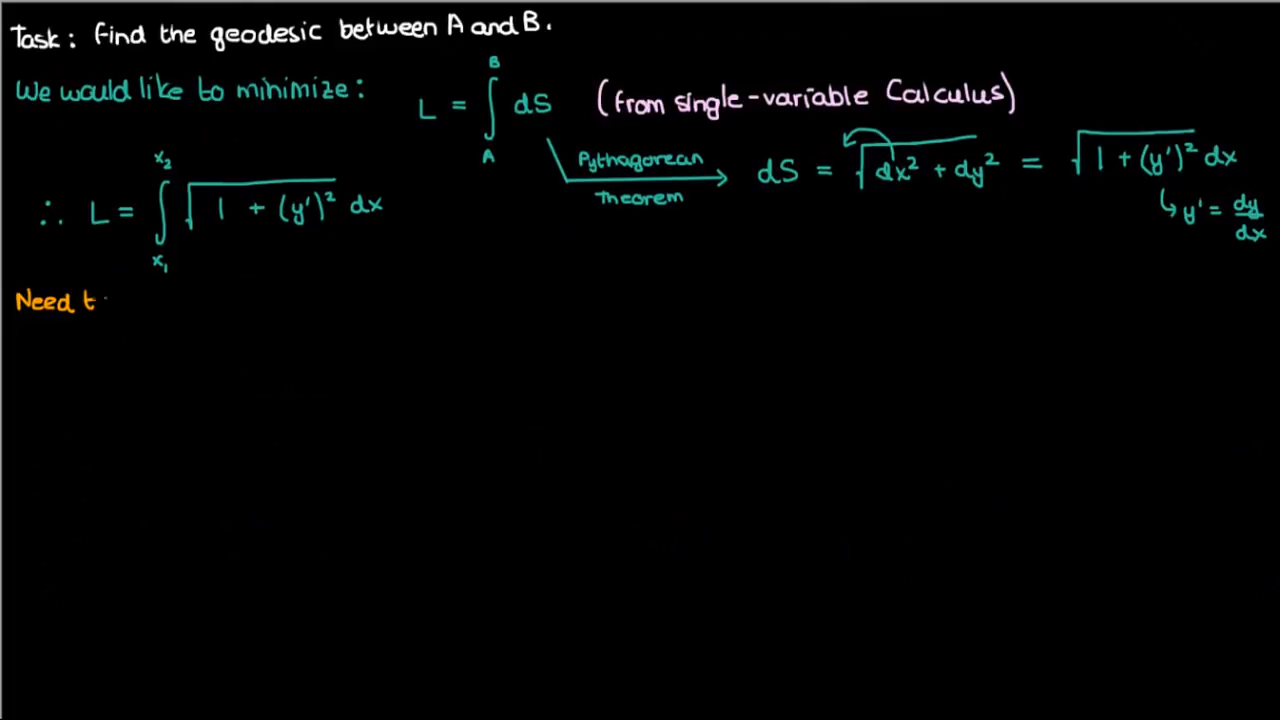 Task: Find the geodesic between A and B.
We would like to minimize: L = ∫_A^B dS (from single-variable Calculus)
Pythagorean theorem → dS = √(dx² + dy²) = √(1 + (y')²) dx
↳ y' = dy/dx
∴ L = ∫_{x₁}^{x₂} √(1 + (y')²) dx
Need t